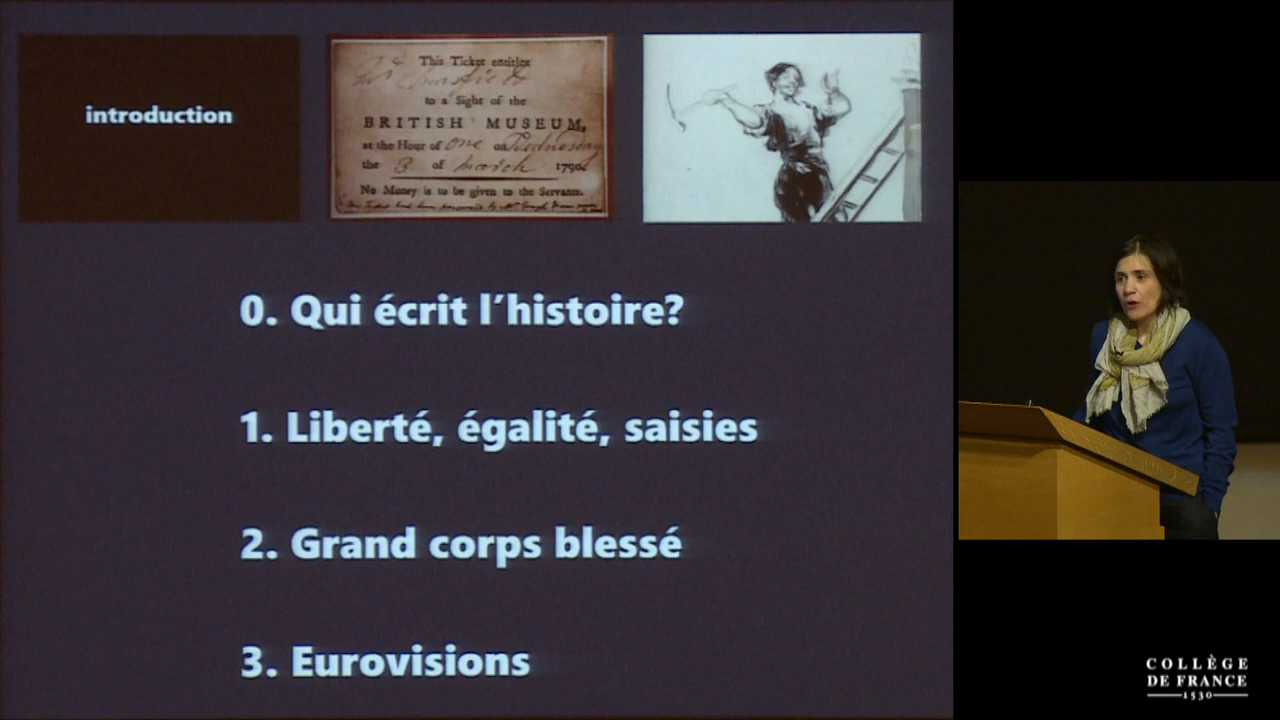 introduction
This Ticket entitles
to a Sight of the
BRITISH MUSEUM,
at the Hour of one on Wednesday
the 3 of March 1790.
No Money is to be given to the Servants.
0. Qui écrit l'histoire?
1. Liberté, égalité, saisies
2. Grand corps blessé
3. Eurovisions
COLLÈGE
DE FRANCE
1530